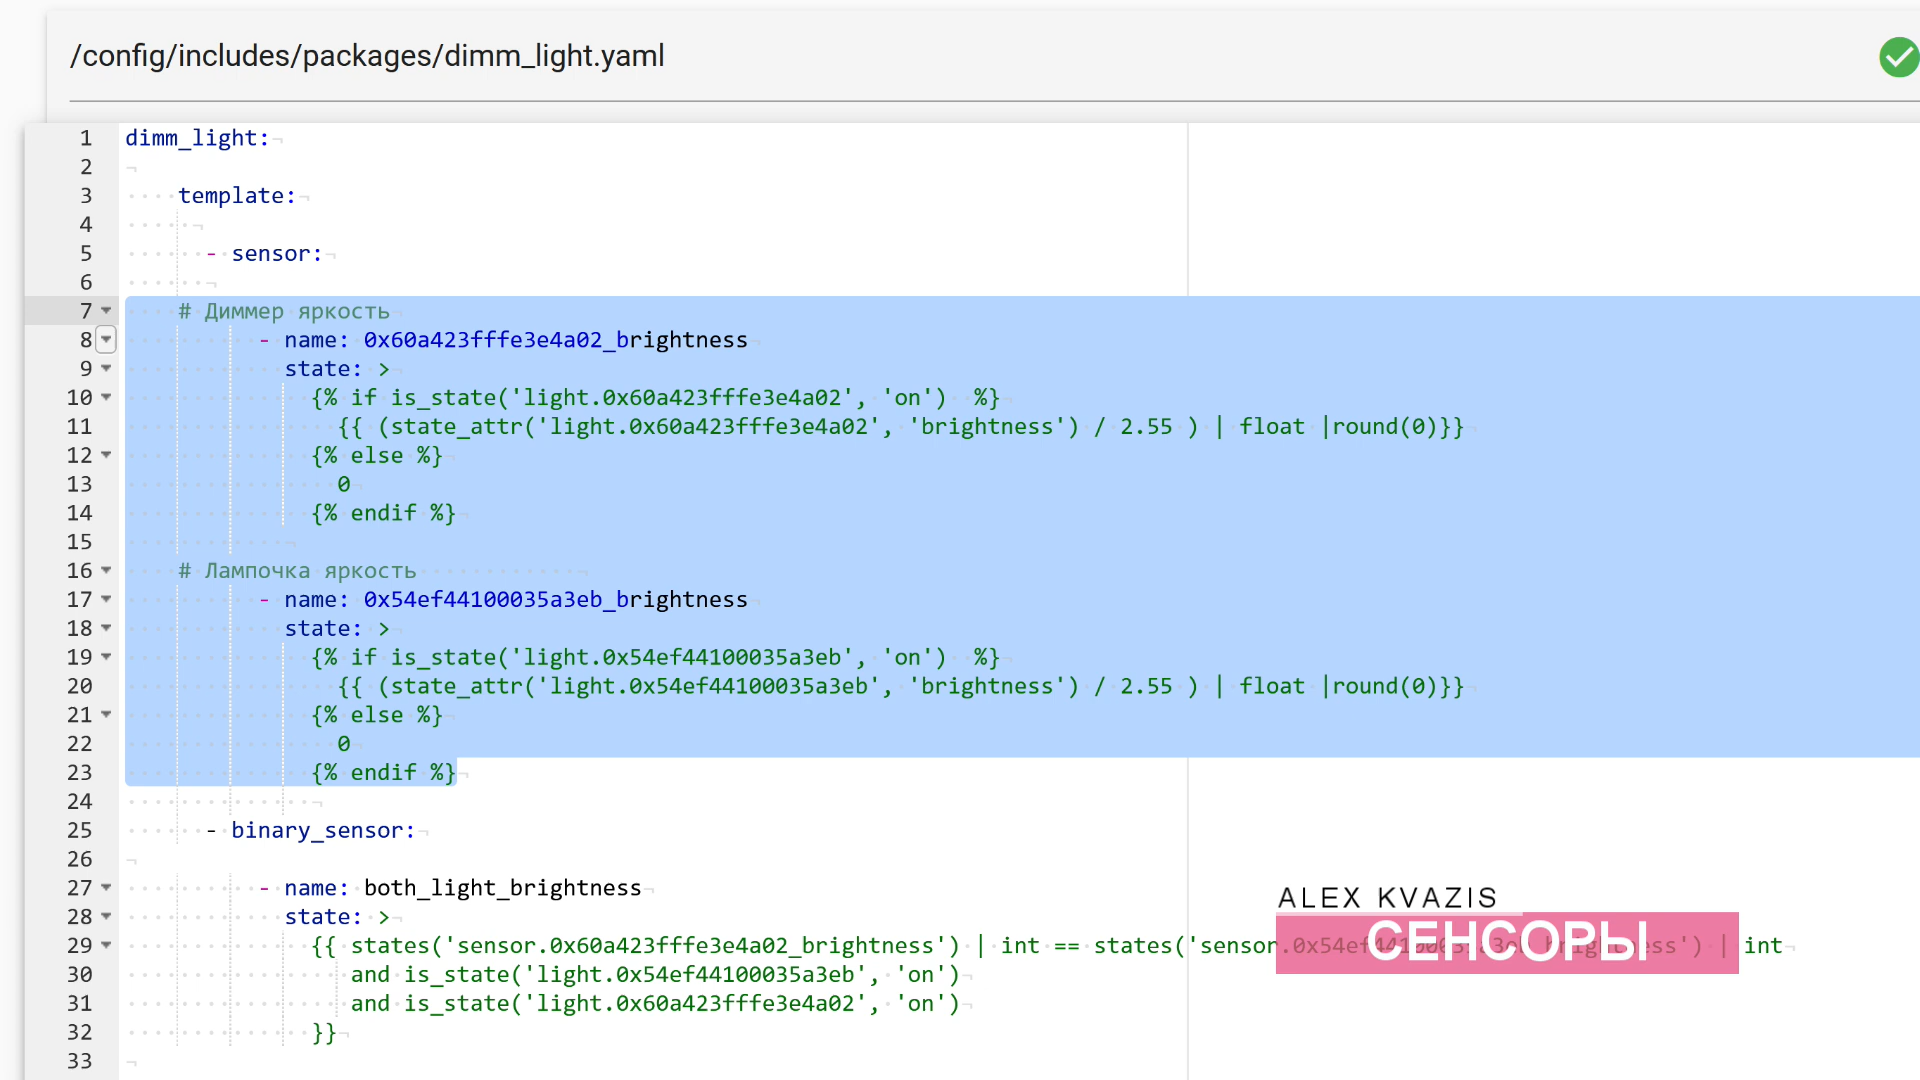 /config/includes/packages/dimm_light.yaml
1 dimm_light:
2
3 template:
4
5 - sensor:
6
7 # Диммер яркость
8 - name: 0x60a423fffe3e4a02_brightness
9 state: >
10 {% if is_state('light.0x60a423fffe3e4a02', 'on') %}
11 {{ (state_attr('light.0x60a423fffe3e4a02', 'brightness') / 2.55 ) | float |round(0)}}
12 {% else %}
13 0
14 {% endif %}
15
16 # Лампочка яркость
17 - name: 0x54ef44100035a3eb_brightness
18 state: >
19 {% if is_state('light.0x54ef44100035a3eb', 'on') %}
20 {{ (state_attr('light.0x54ef44100035a3eb', 'brightness') / 2.55 ) | float |round(0)}}
21 {% else %}
22 0
23 {% endif %}
24
25 - binary_sensor:
26
27 - name: both_light_brightness
28 state: >
29 {{ states('sensor.0x60a423fffe3e4a02_brightness') | int == states('sensor.0x54ef44100035a3eb_brightness') | int
30 and is_state('light.0x54ef44100035a3eb', 'on')
31 and is_state('light.0x60a423fffe3e4a02', 'on')
32 }}
33
ALEX KVAZIS
СЕНСОРЫ